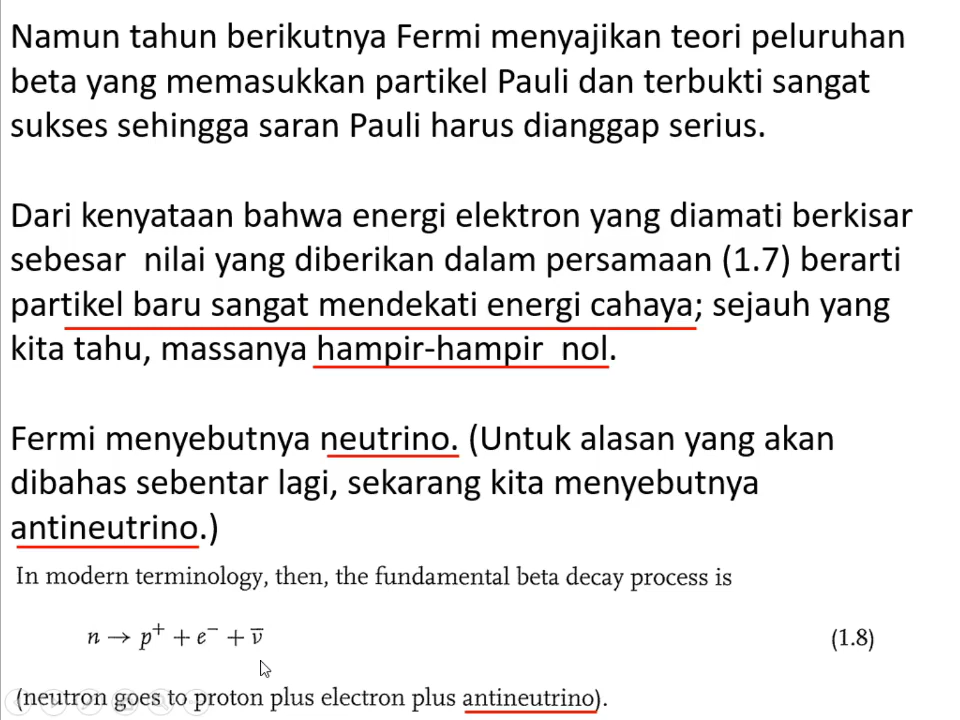 Namun tahun berikutnya Fermi menyajikan teori peluruhan
beta yang memasukkan partikel Pauli dan terbukti sangat
sukses sehingga saran Pauli harus dianggap serius.
Dari kenyataan bahwa energi elektron yang diamati berkisar
sebesar  nilai yang diberikan dalam persamaan (1.7) berarti
partikel baru sangat mendekati energi cahaya; sejauh yang
kita tahu, massanya hampir-hampir  nol.
Fermi menyebutnya neutrino. (Untuk alasan yang akan
dibahas sebentar lagi, sekarang kita menyebutnya
antineutrino.)
In modern terminology, then, the fundamental beta decay process is
n → p⁺ + e⁻ + ν̅ (1.8)
(neutron goes to proton plus electron plus antineutrino).